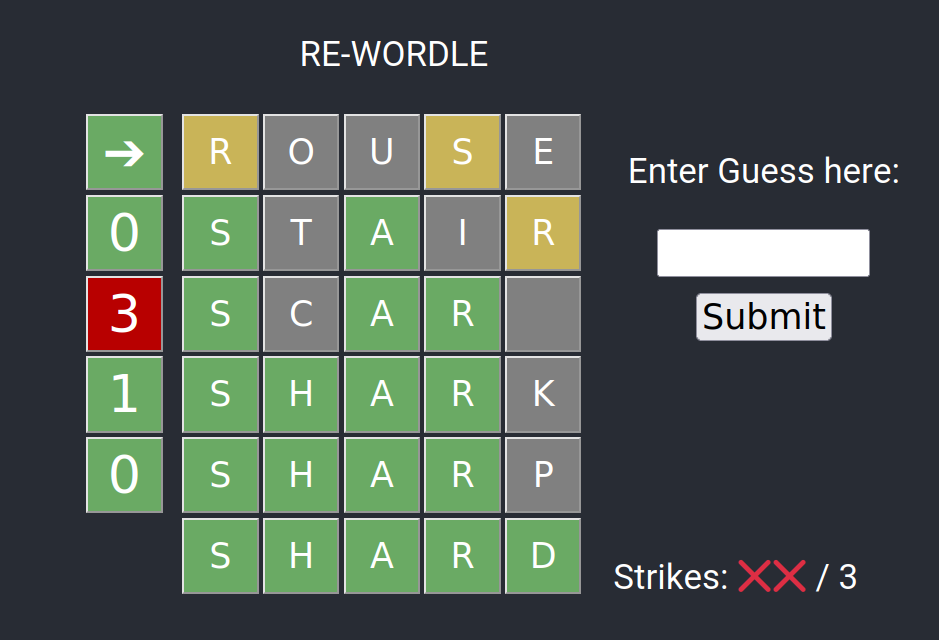 RE-WORDLE
➔ R O U S E
0 S T A I R
3 S C A R
1 S H A R K
0 S H A R P
S H A R D
Enter Guess here:
Submit
Strikes: ❌❌ / 3